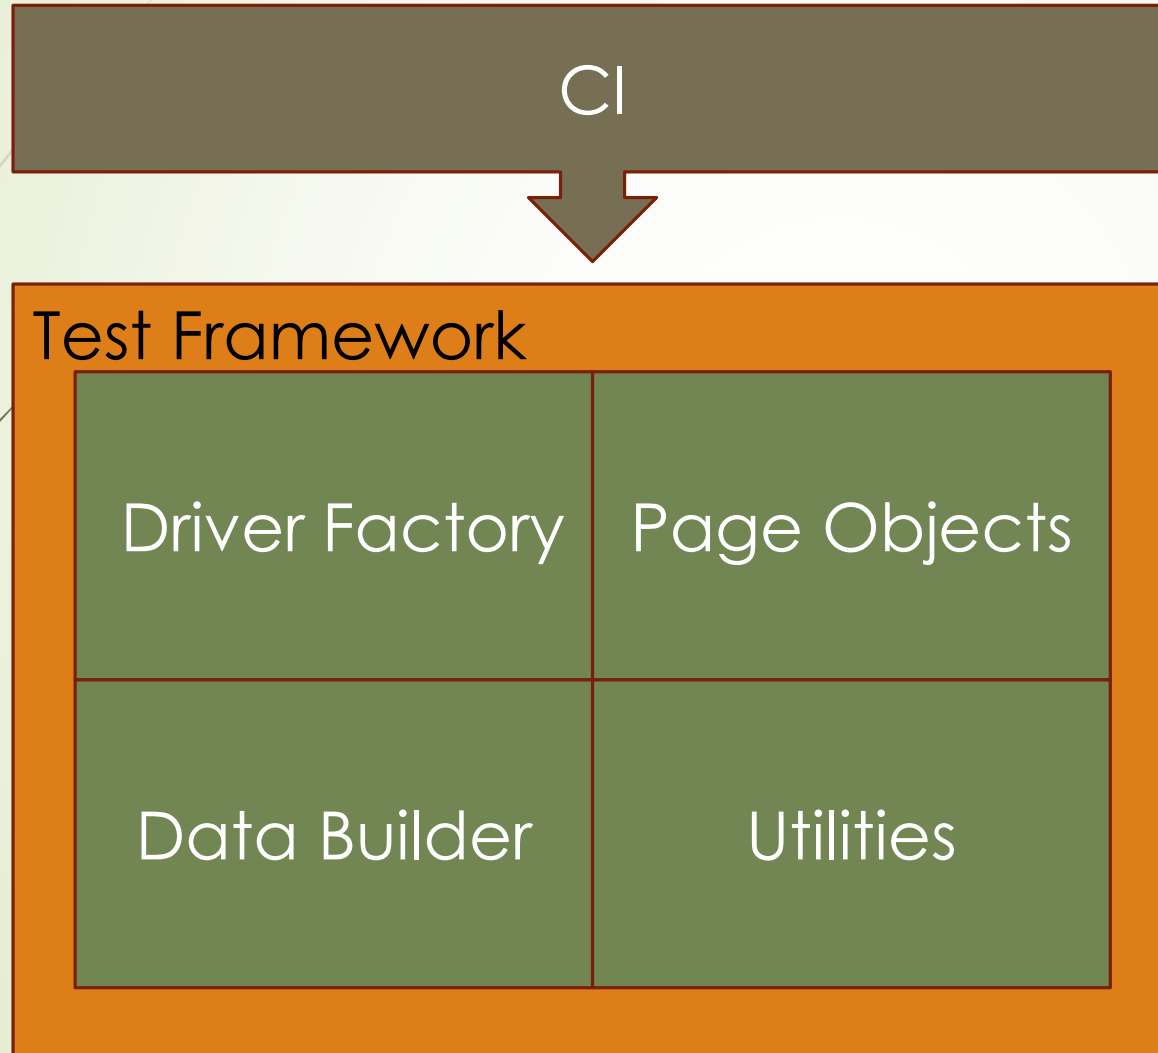 CI
Test Framework
Driver Factory
Page Objects
Data Builder
Utilities